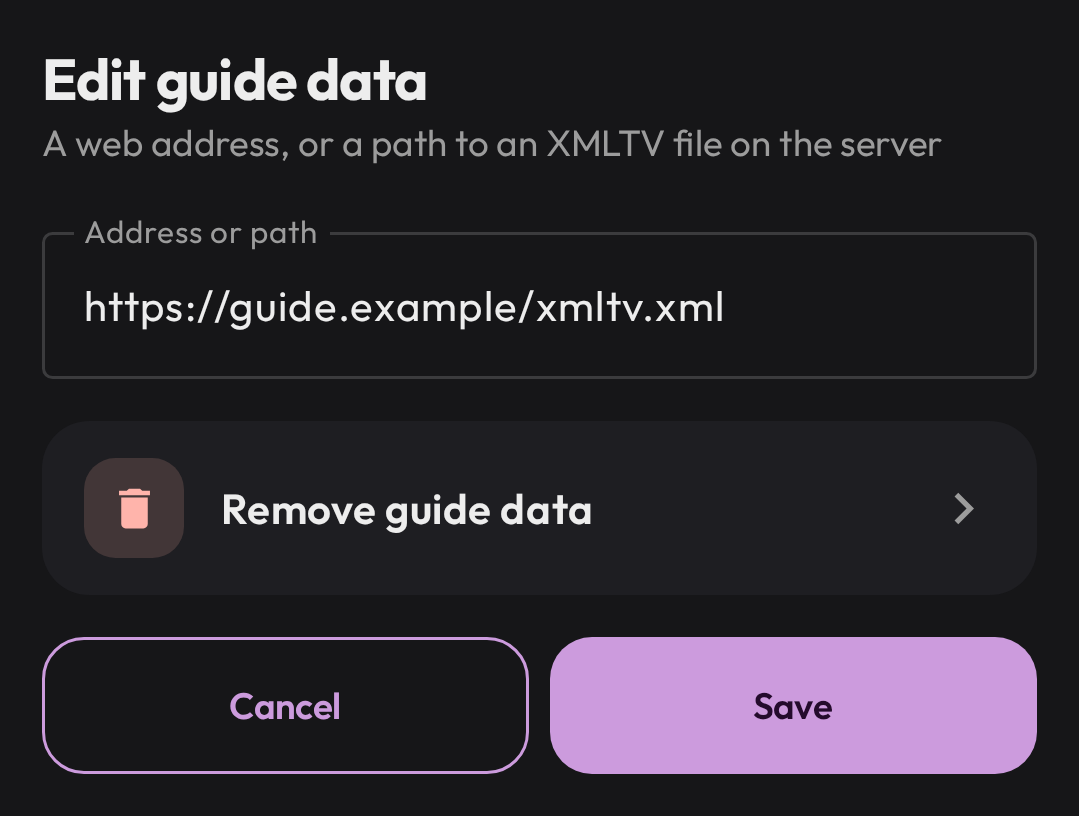 Edit guide data
A web address, or a path to an XMLTV file on the server
Address or path
https://guide.example/xmltv.xml
Remove guide data
Cancel
Save